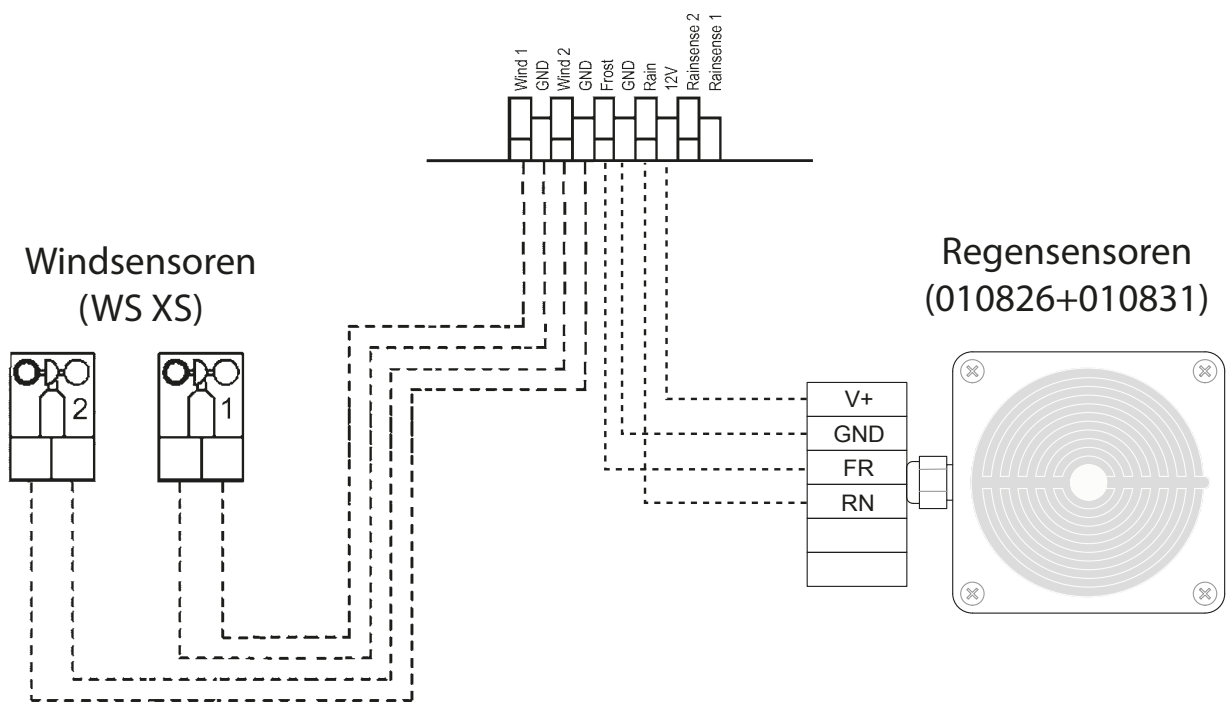 Wind 1
GND
Wind 2
GND
Frost
GND
Rain
12V
Rainsense 2
Rainsense 1
Windsensoren
(WS XS)
Regensensoren
(010826+010831)
2
1
V+
GND
FR
RN